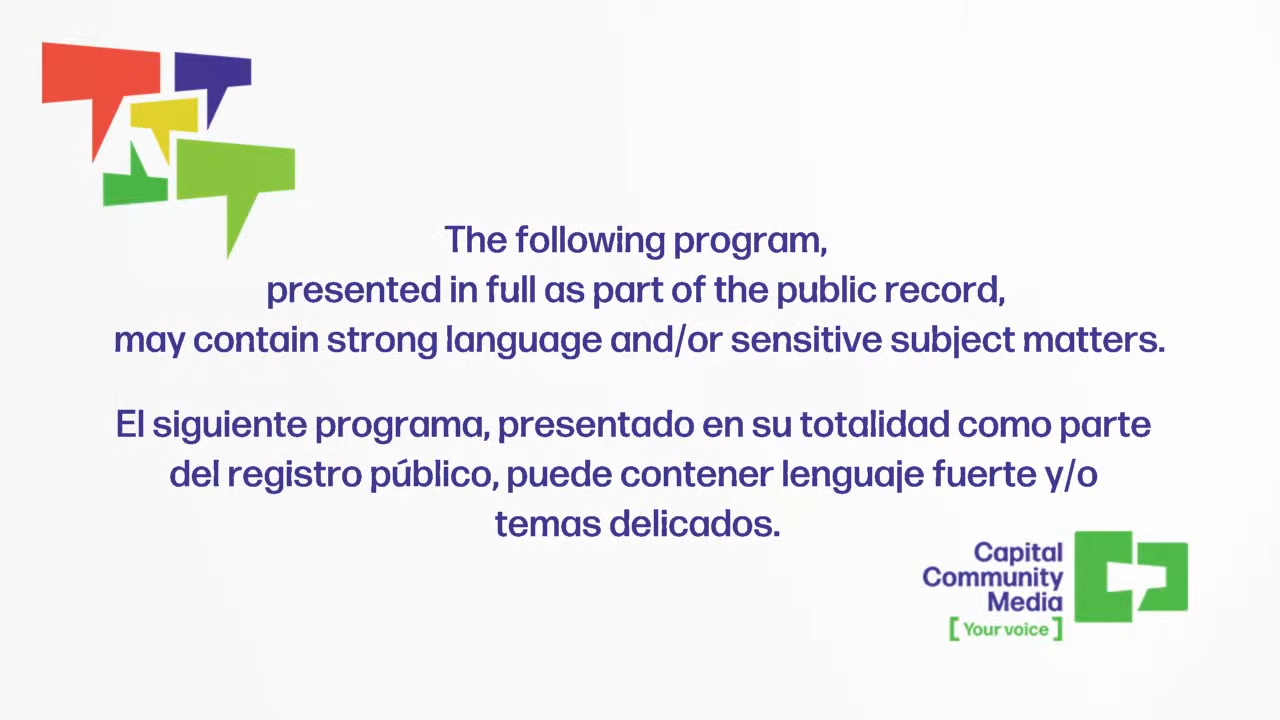 The following program,
presented in full as part of the public record,
may contain strong language and/or sensitive subject matters.
El siguiente programa, presentado en su totalidad como parte
del registro público, puede contener lenguaje fuerte y/o
temas delicados.
Capital
Community
Media
[ Your voice ]